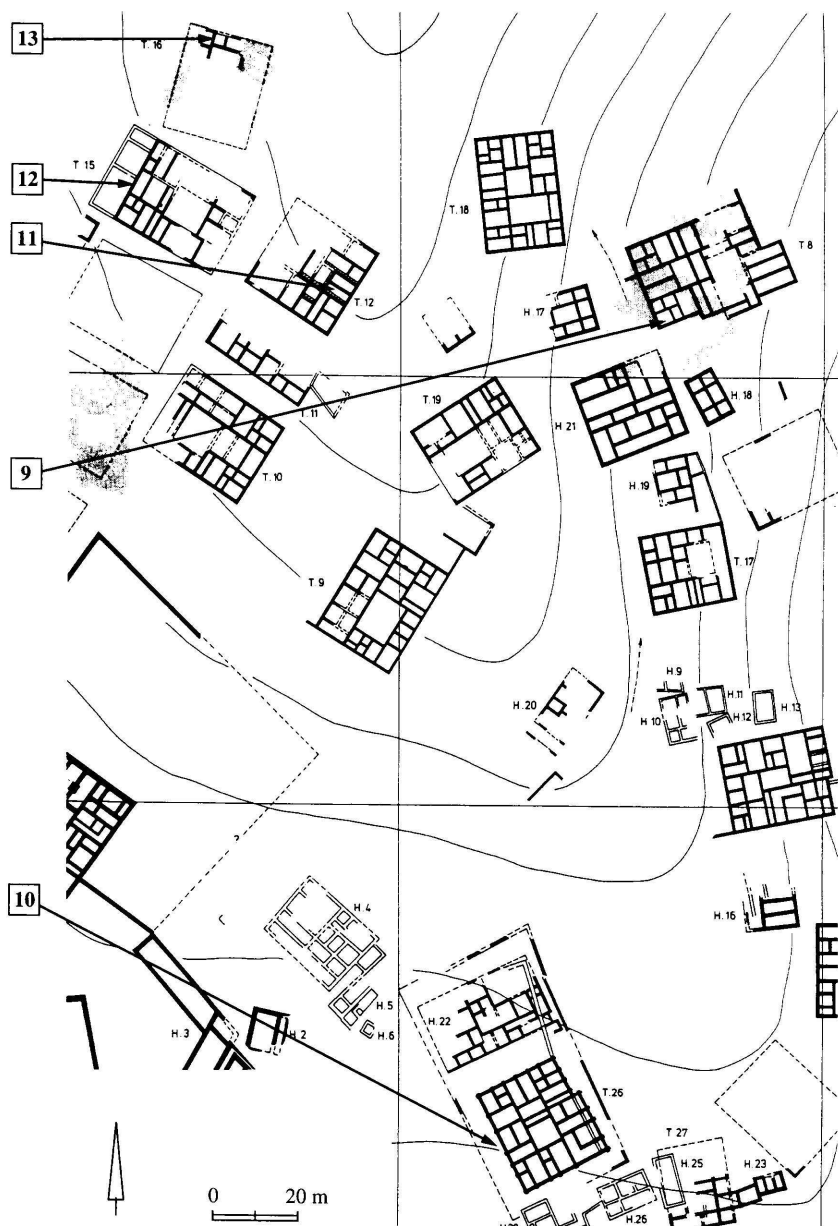 13
T. 16
T 15
12
T. 18
11
T. 8
T. 12
H. 17
T. 11
T. 19
H. 18
H. 21
9
T. 10
H. 19
T. 17
T. 9
H. 9
H. 11
H. 20
H. 10
H. 12
H. 13
?
10
H. 4
H. 16
H. 5
H. 22
H. 3
H. 2
H. 6
T. 26
T 27
H. 25
H. 23
0 20 m
H. 26